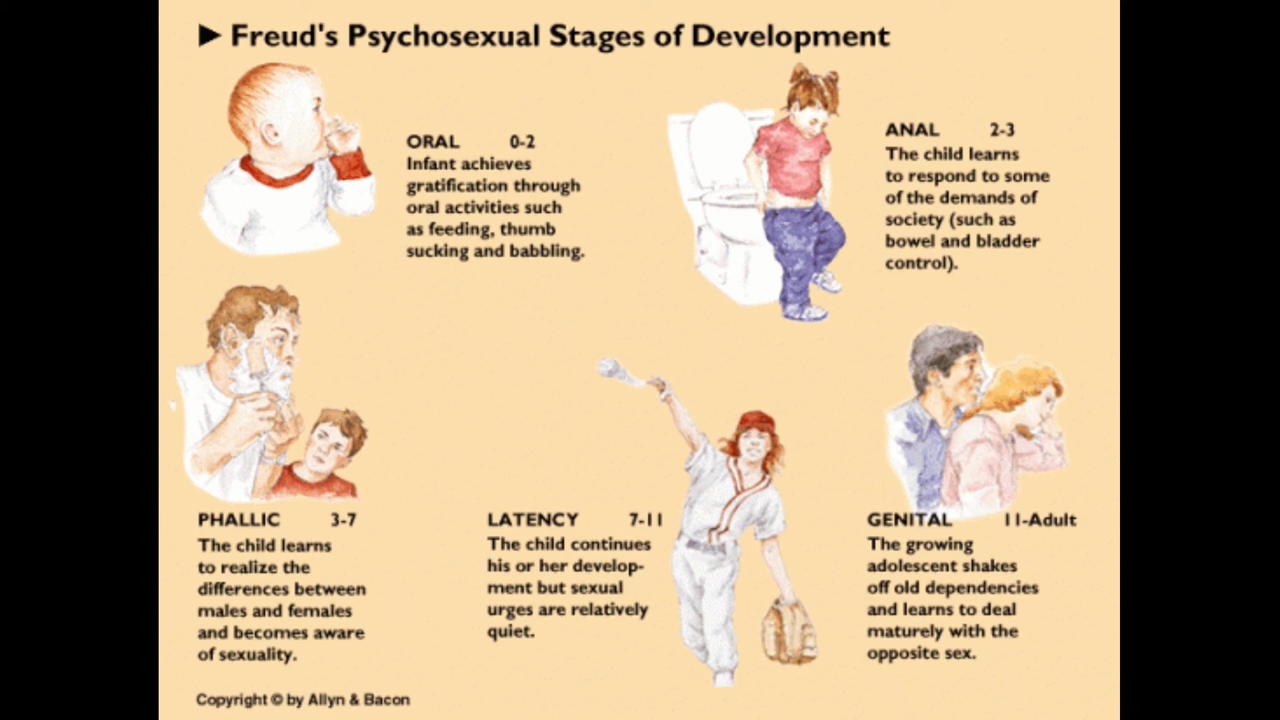 ► Freud's Psychosexual Stages of Development
ORAL 0-2
Infant achieves
gratification through
oral activities such
as feeding, thumb
sucking and babbling.
ANAL 2-3
The child learns
to respond to some
of the demands of
society (such as
bowel and bladder
control).
PHALLIC 3-7
The child learns
to realize the
differences between
males and females
and becomes aware
of sexuality.
LATENCY 7-11
The child continues
his or her develop-
ment but sexual
urges are relatively
quiet.
GENITAL 11-Adult
The growing
adolescent shakes
off old dependencies
and learns to deal
maturely with the
opposite sex.
Copyright © by Allyn & Bacon